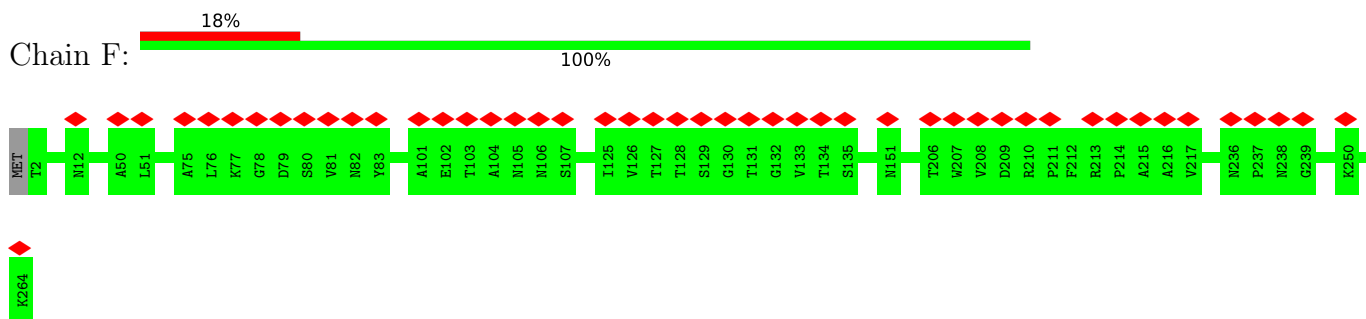 18%
Chain F:
100%
MET T2 N12 A50 L51 A75 L76 K77 G78 D79 S80 V81 N82 Y83 A101 E102 T103 A104 N105 N106 S107 I125 V126 T127 T128 S129 G130 T131 G132 V133 T134 S135 N151 T206 W207 V208 D209 R210 P211 F212 R213 P214 A215 A216 V217 N236 P237 N238 G239 K250
K264